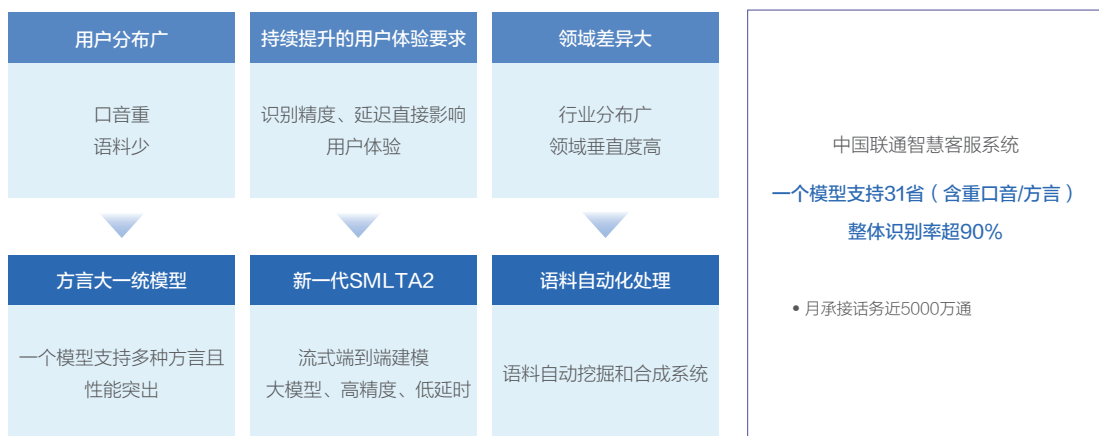 用户分布广
口音重
语料少
持续提升的用户体验要求
识别精度、延迟直接影响
用户体验
领域差异大
行业分布广
领域垂直度高
方言大一统模型
一个模型支持多种方言且
性能突出
新一代SMLTA2
流式端到端建模
大模型、高精度、低延时
语料自动化处理
语料自动挖掘和合成系统
中国联通智慧客服系统
一个模型支持31省（含重口音/方言）
整体识别率超90%
• 月承接话务近5000万通